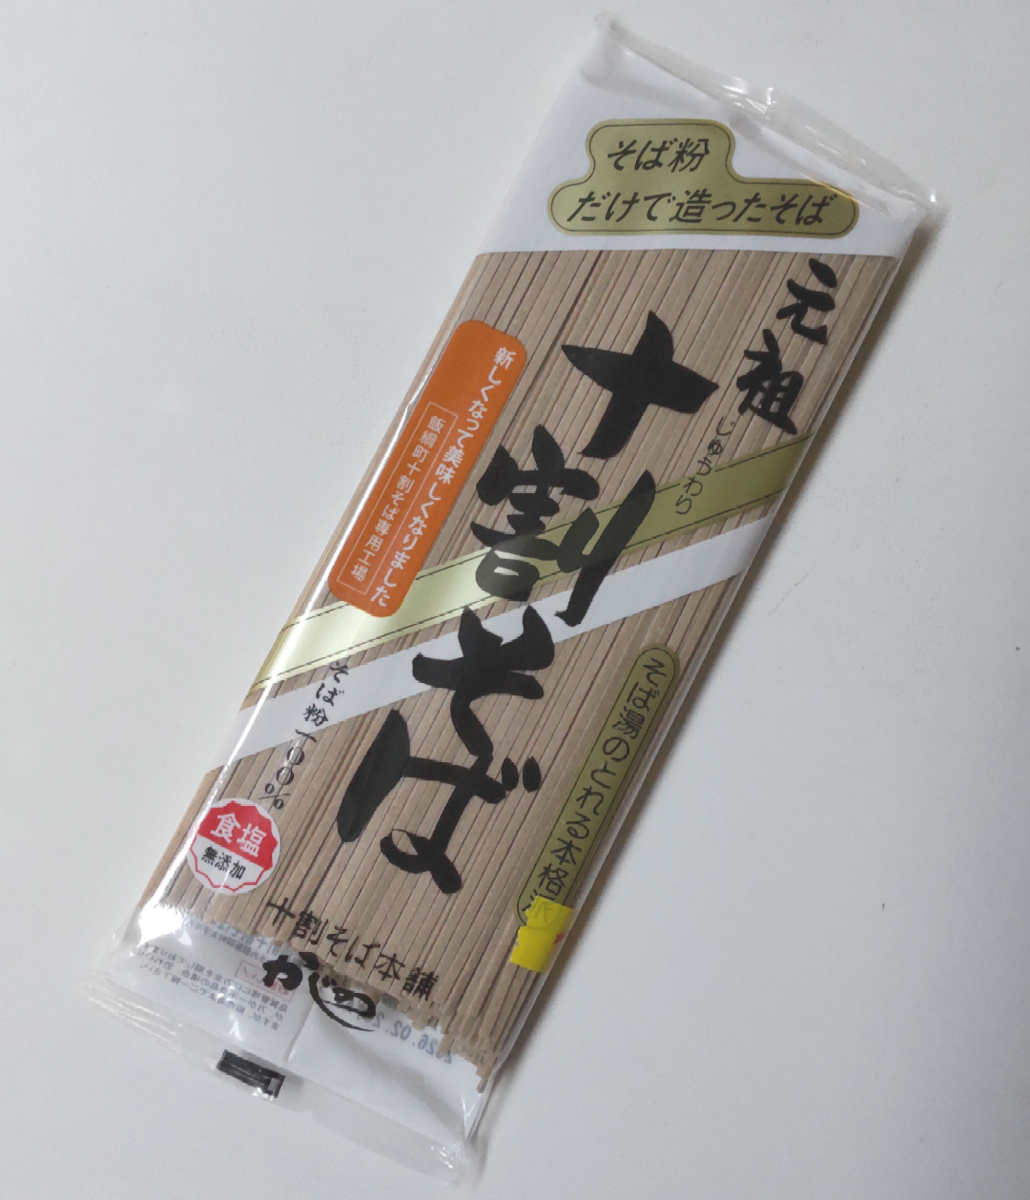 そば粉
だけで造ったそば
元祖
じゅうわり
十割そば
新しくなって美味しくなりました
飯綱町十割そば専用工場
そば湯のとれる本格派
そば粉一〇〇%
食塩
無添加
十割そば本舗